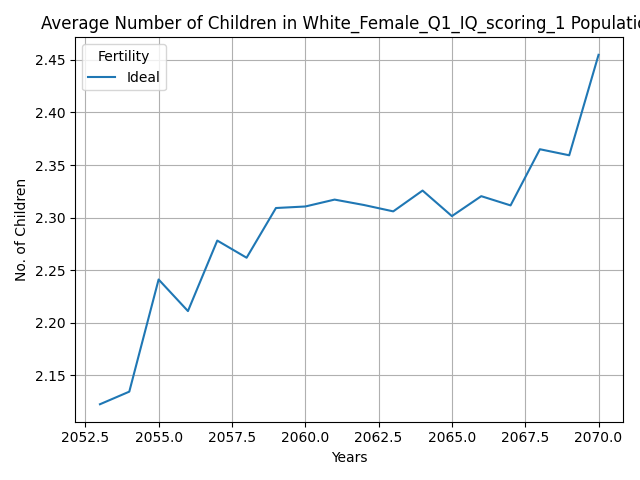 Average Number of Children in White_Female_Q1_IQ_scoring_1 Populatio
Fertility
Ideal
2.45
2.40
2.35
2.30
2.25
2.20
2.15
No. of Children
2052.5 2055.0 2057.5 2060.0 2062.5 2065.0 2067.5 2070.0
Years